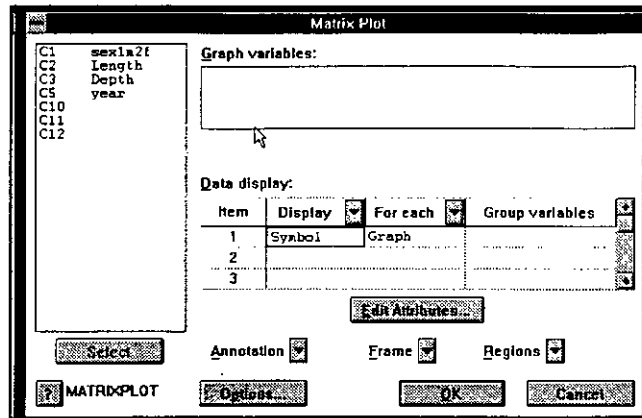 Matrix Plot
C1 sex1m2f
C2 Length
C3 Depth
C5 year
C10
C11
C12
Graph variables:
Data display:
Item Display For each Group variables
1 Symbol Graph
2
3
Edit Attributes...
Select
Annotation Frame Regions
? MATRIXPLOT Options... OK Cancel